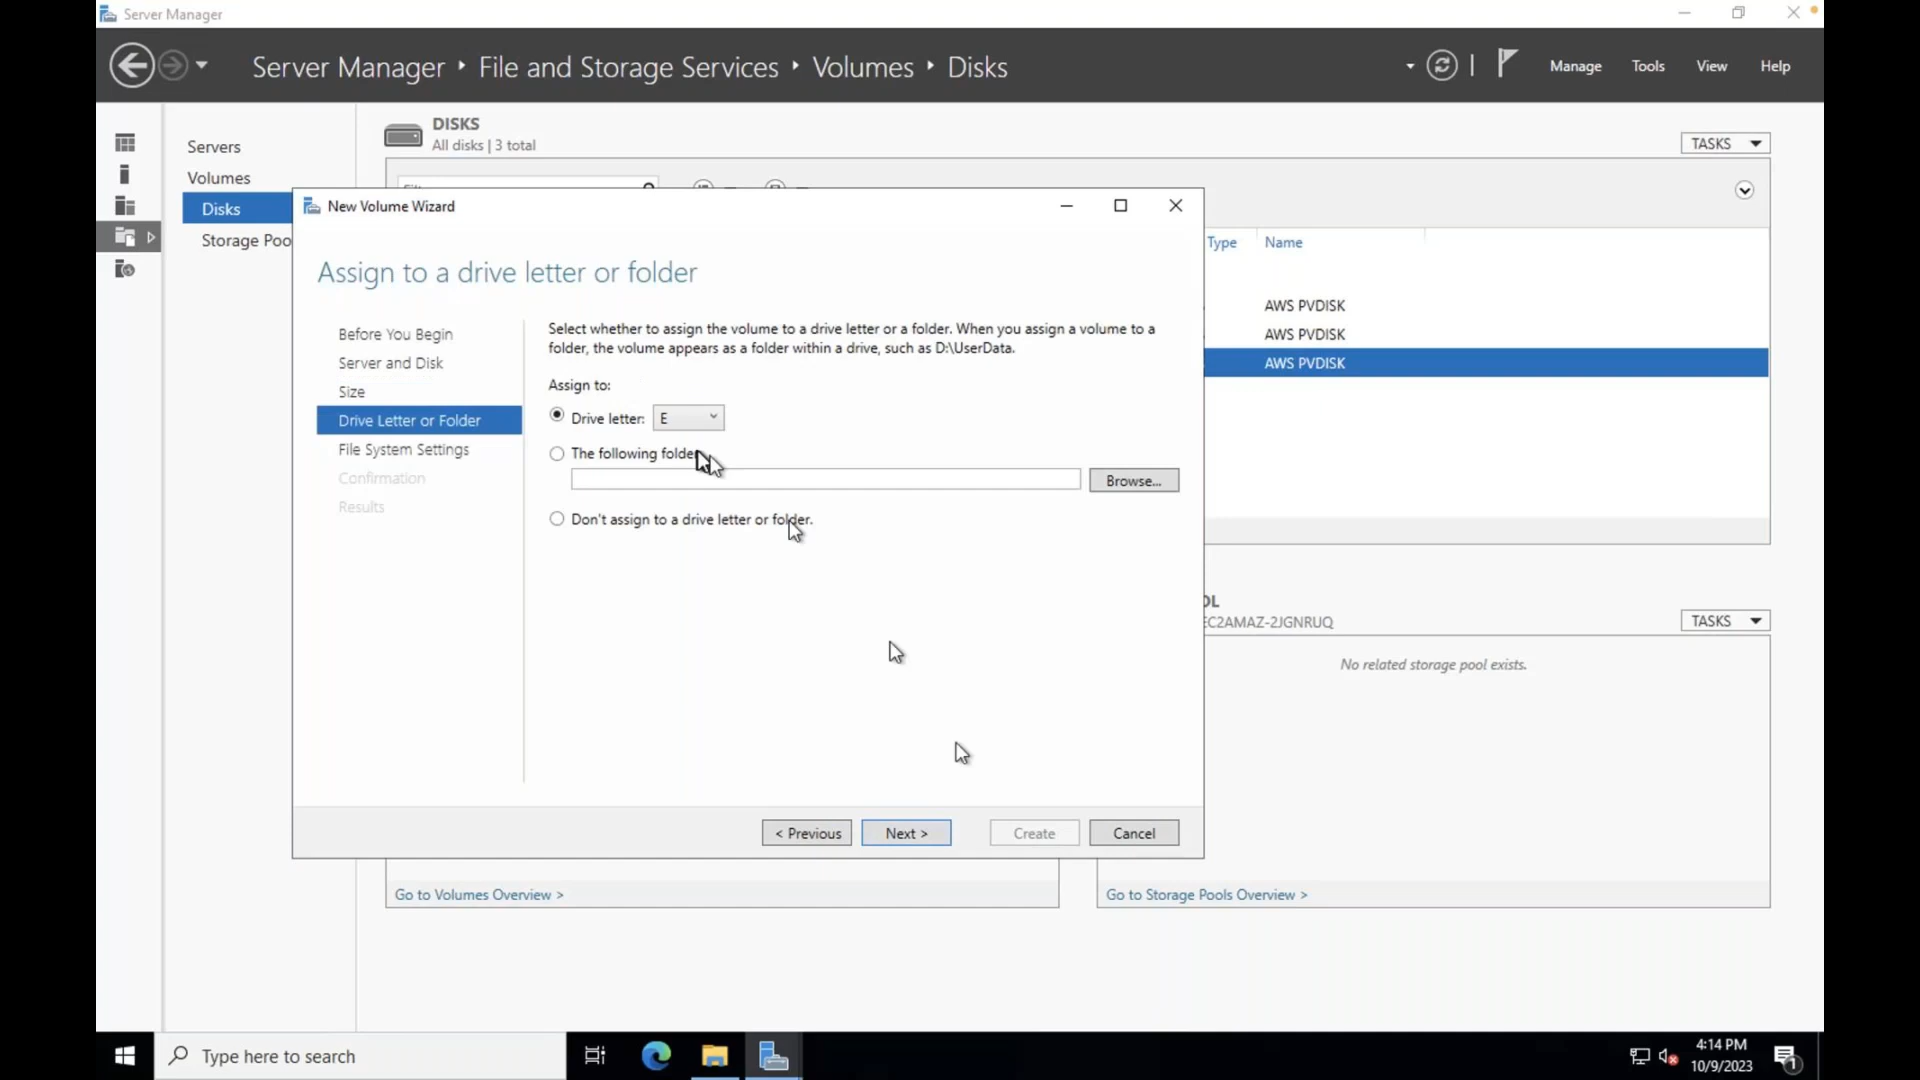 Server Manager
Server Manager • File and Storage Services • Volumes • Disks
Manage
Tools
View
Help
Servers
Volumes
Disks
Storage Poo
DISKS
All disks | 3 total
TASKS
Type
Name
AWS PVDISK
AWS PVDISK
AWS PVDISK
New Volume Wizard
Assign to a drive letter or folder
Before You Begin
Server and Disk
Size
Drive Letter or Folder
File System Settings
Confirmation
Results
Select whether to assign the volume to a drive letter or a folder. When you assign a volume to a
folder, the volume appears as a folder within a drive, such as D:\UserData.
Assign to:
Drive letter: E
The following folder
Browse...
Don't assign to a drive letter or folder.
< Previous
Next >
Create
Cancel
OL
EC2AMAZ-2JGNRUQ
TASKS
No related storage pool exists.
Go to Volumes Overview >
Go to Storage Pools Overview >
Type here to search
4:14 PM
10/9/2023
1